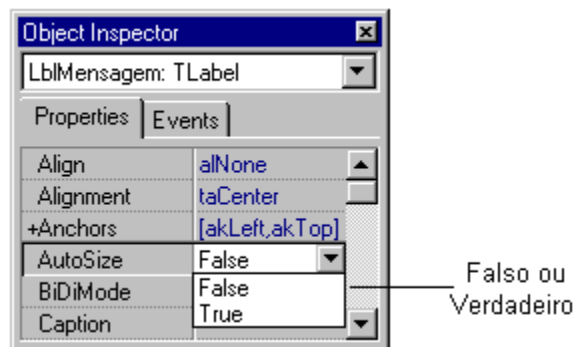 Object Inspector
LblMensagem: TLabel
Properties Events
Align alNone
Alignment taCenter
+Anchors [akLeft,akTop]
AutoSize False
BiDiMode False
True
Caption
Falso ou
Verdadeiro